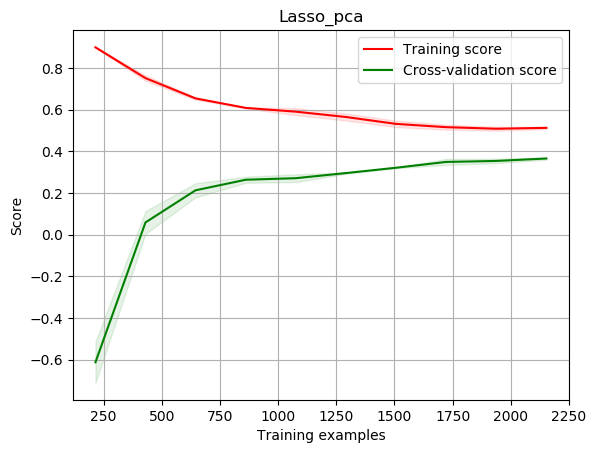 Lasso_pca
Training score
Cross-validation score
Score
0.8
0.6
0.4
0.2
0.0
−0.2
−0.4
−0.6
250 500 750 1000 1250 1500 1750 2000 2250
Training examples